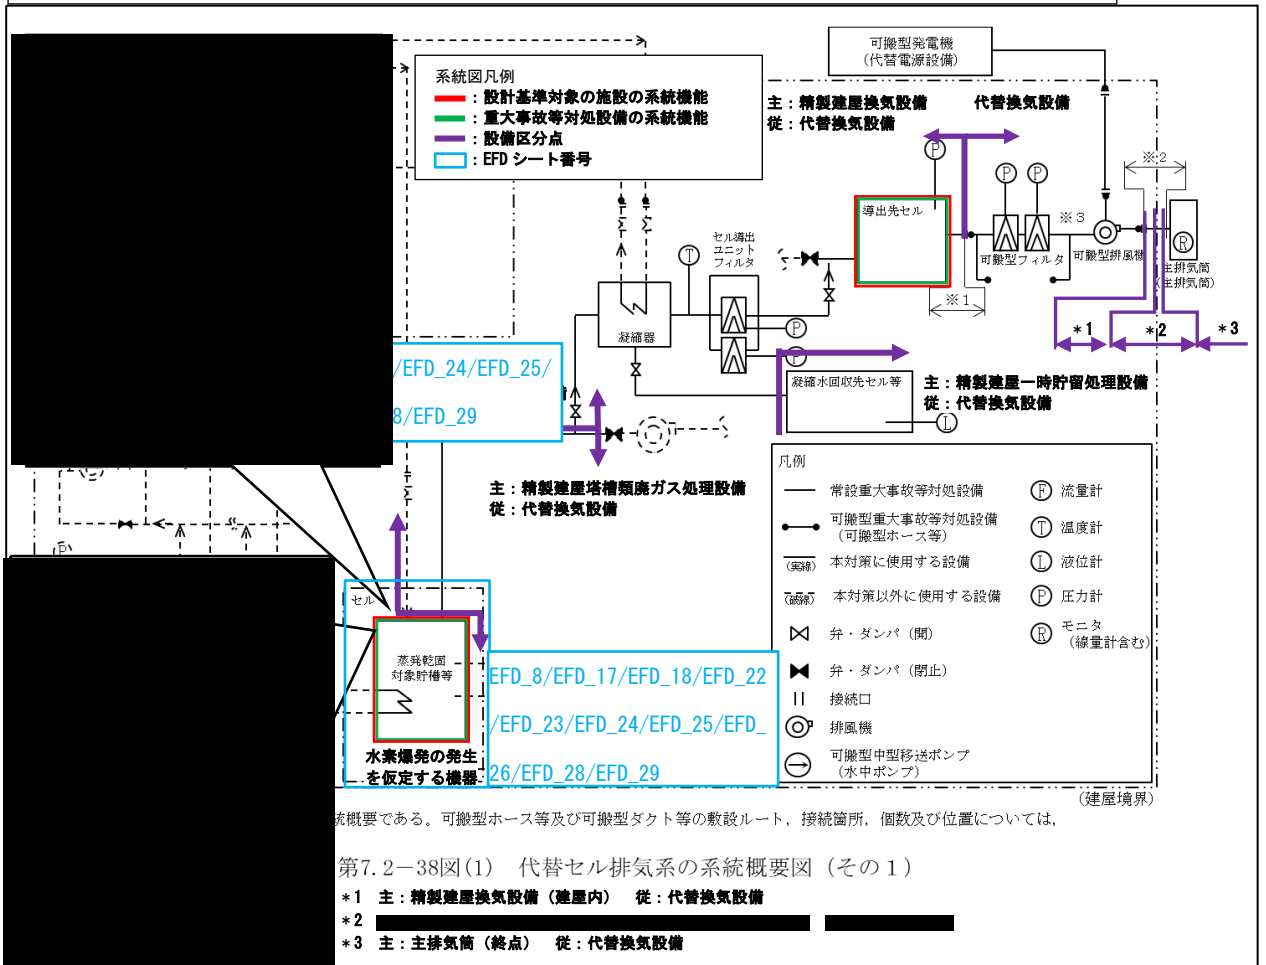 可搬型発電機
(代替電源設備)
系統図凡例
：設計基準対象の施設の系統機能
：重大事故等対処設備の系統機能
：設備区分点
：EFD シート番号
主：精製建屋換気設備
従：代替換気設備
代替換気設備
※2
P
P
P
※3
導出先セル
可搬型フィルタ
可搬型排風機
R
主排気筒
(主排気筒)
※1
＊1
＊2
＊3
セル導出
ユニット
フィルタ
T
凝縮器
P
P
凝縮水回収先セル等
L
主：精製建屋一時貯留処理設備
従：代替換気設備
/EFD_24/EFD_25/
8/EFD_29
主：精製建屋塔槽類廃ガス処理設備
従：代替換気設備
P
セル
蒸発乾固
対象貯槽等
水素爆発の発生
を仮定する機器
EFD_8/EFD_17/EFD_18/EFD_22
/EFD_23/EFD_24/EFD_25/EFD_
26/EFD_28/EFD_29
凡例
常設重大事故等対処設備
可搬型重大事故等対処設備
(可搬型ホース等)
(実線) 本対策に使用する設備
(破線) 本対策以外に使用する設備
弁・ダンパ（開）
弁・ダンパ（閉止）
接続口
排風機
可搬型中型移送ポンプ
(水中ポンプ)
F 流量計
T 温度計
L 液位計
P 圧力計
R モニタ
(線量計含む)
(建屋境界)
統概要である。可搬型ホース等及び可搬型ダクト等の敷設ルート，接続箇所，個数及び位置については，
第7.2－38図(1)　代替セル排気系の系統概要図（その１）
＊1　主：精製建屋換気設備（建屋内）　従：代替換気設備
＊2
＊3　主：主排気筒（終点）　従：代替換気設備